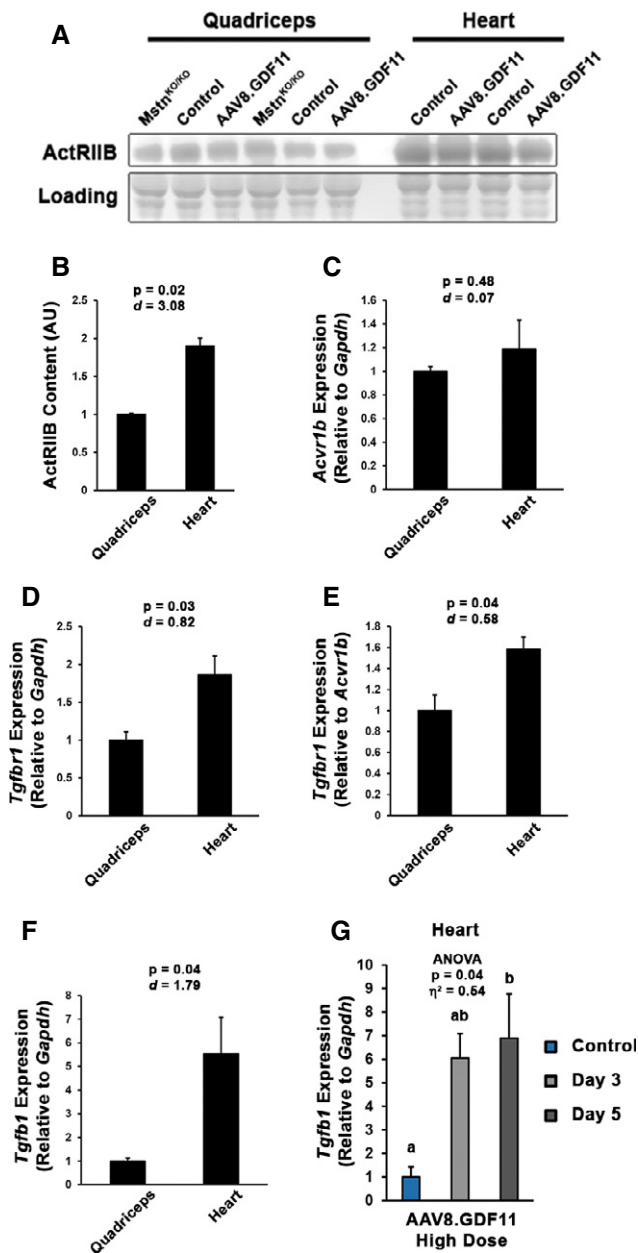 A
Quadriceps
Heart
Mstn^KO/KO
Control
AAV8.GDF11
Mstn^KO/KO
Control
AAV8.GDF11
Control
AAV8.GDF11
Control
AAV8.GDF11
ActRIIB
Loading
B
p = 0.02
d = 3.08
ActRIIB Content (AU)
2.5
2
1.5
1
0.5
0
Quadriceps
Heart
C
p = 0.48
d = 0.07
Acvr1b Expression
(Relative to Gapdh)
1.6
1.4
1.2
1
0.8
0.6
0.4
0.2
0
Quadriceps
Heart
D
p = 0.03
d = 0.82
Tgfbr1 Expression
(Relative to Gapdh)
2.5
2
1.5
1
0.5
0
Quadriceps
Heart
E
p = 0.04
d = 0.58
Tgfbr1 Expression
(Relative to Acvr1b)
1.8
1.6
1.4
1.2
1
0.8
0.6
0.4
0.2
0
Quadriceps
Heart
F
p = 0.04
d = 1.79
Tgfb1 Expression
(Relative to Gapdh)
8
7
6
5
4
3
2
1
0
Quadriceps
Heart
G
Heart
ANOVA
p = 0.04
η² = 0.54
Tgfb1 Expression
(Relative to Gapdh)
10
9
8
7
6
5
4
3
2
1
0
a
ab
b
AAV8.GDF11
High Dose
Control
Day 3
Day 5